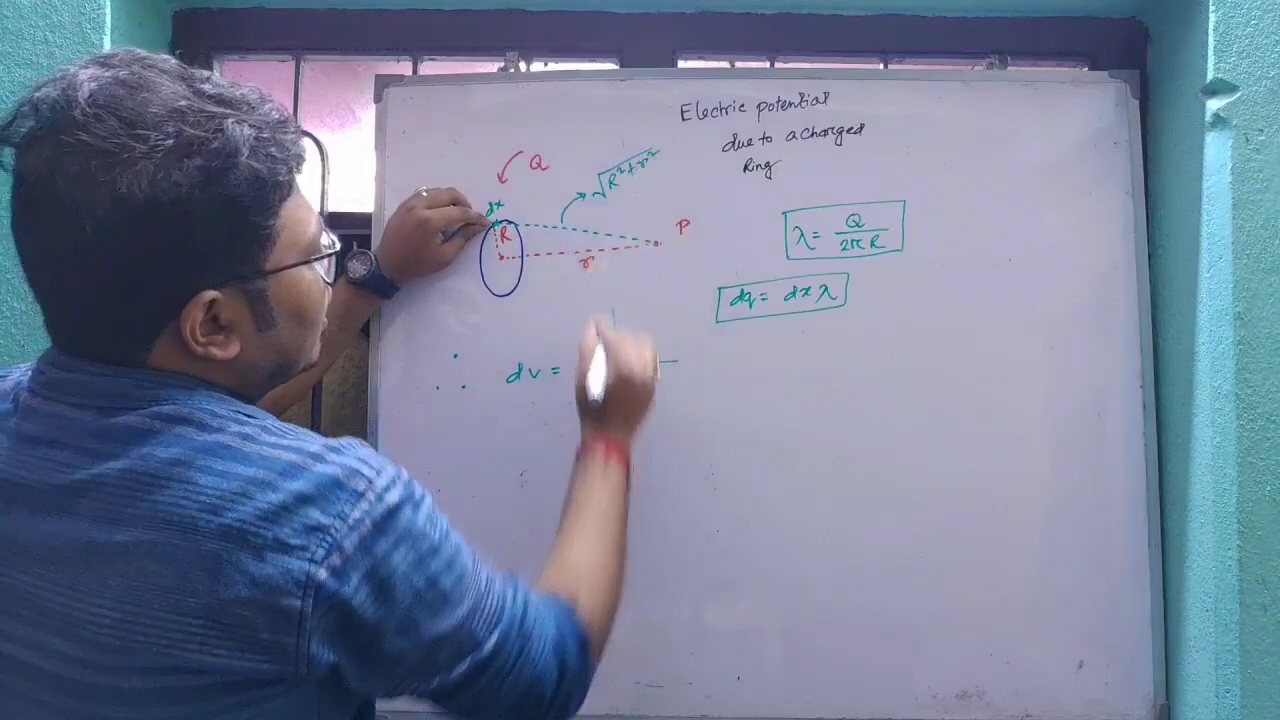 Electric potential
due to a charged
Ring
Q
√R²+r²
dx
R
P
r
λ = Q / 2πR
dq = dx λ
∴ dv =